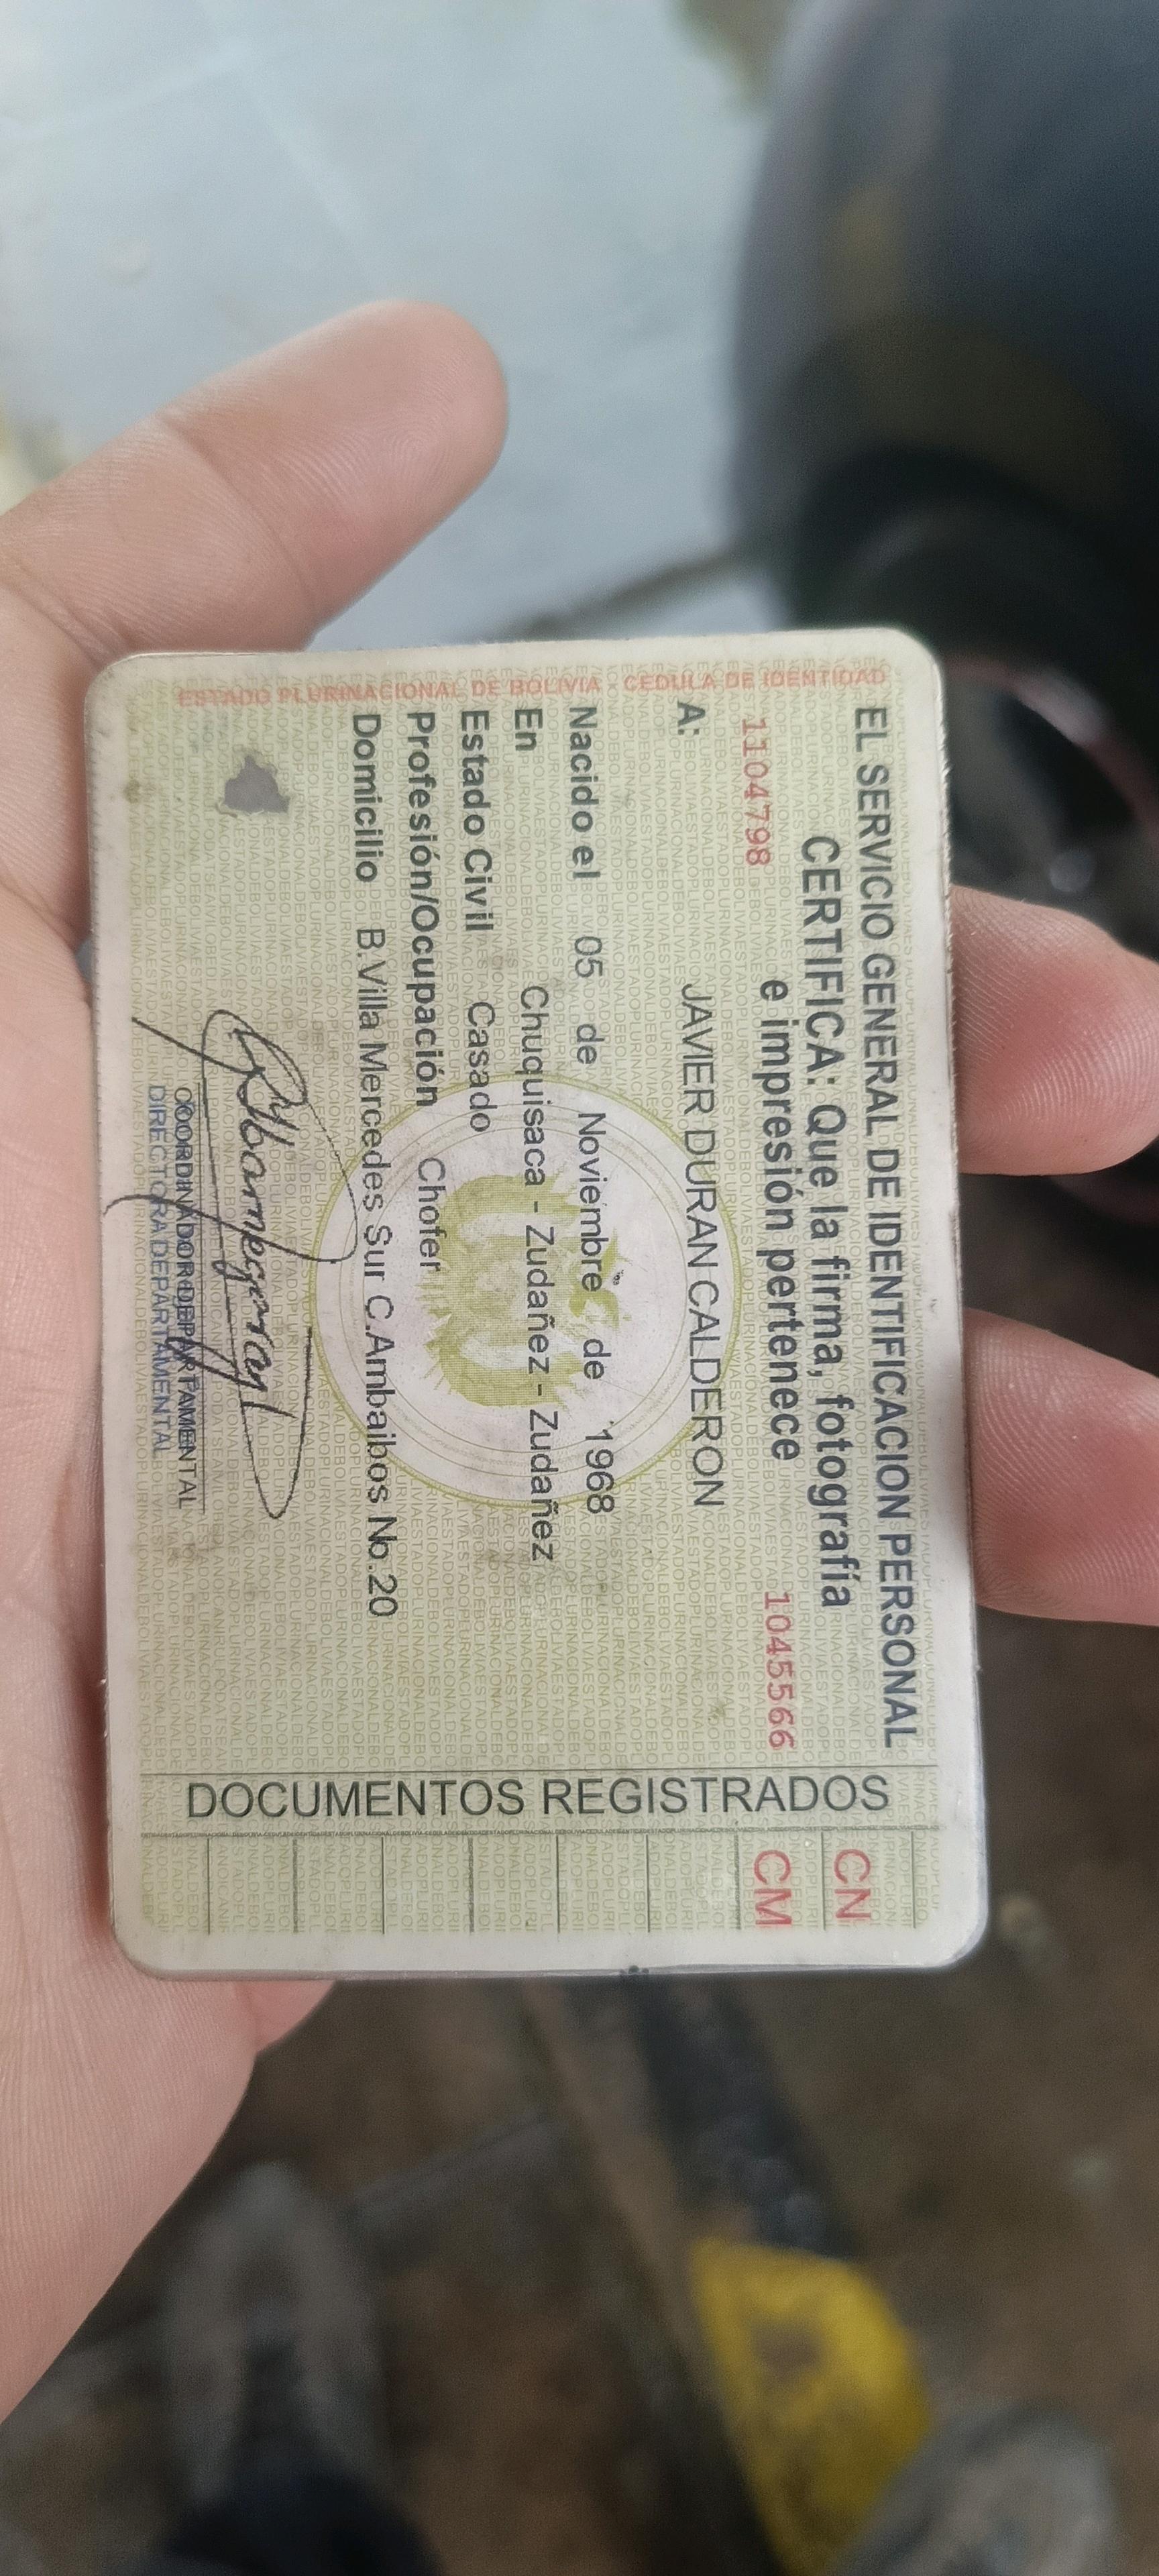 ESTADO PLURINACIONAL DE BOLIVIA CEDULA DE IDENTIDAD
EL SERVICIO GENERAL DE IDENTIFICACION PERSONAL
CERTIFICA: Que la firma, fotografía
e impresión pertenece
1104798 1045566
A: JAVIER DURAN CALDERON
Nacido el 05 de Noviembre de 1968
En Chuquisaca - Zudañez - Zudañez
Estado Civil Casado
Profesión/Ocupación Chofer
Domicilio B.Villa Mercedes Sur C.Ambaibos No.20
COORDINADOR DEPARTAMENTAL
DIRECTORA DEPARTAMENTAL
DOCUMENTOS REGISTRADOS
CN
CM